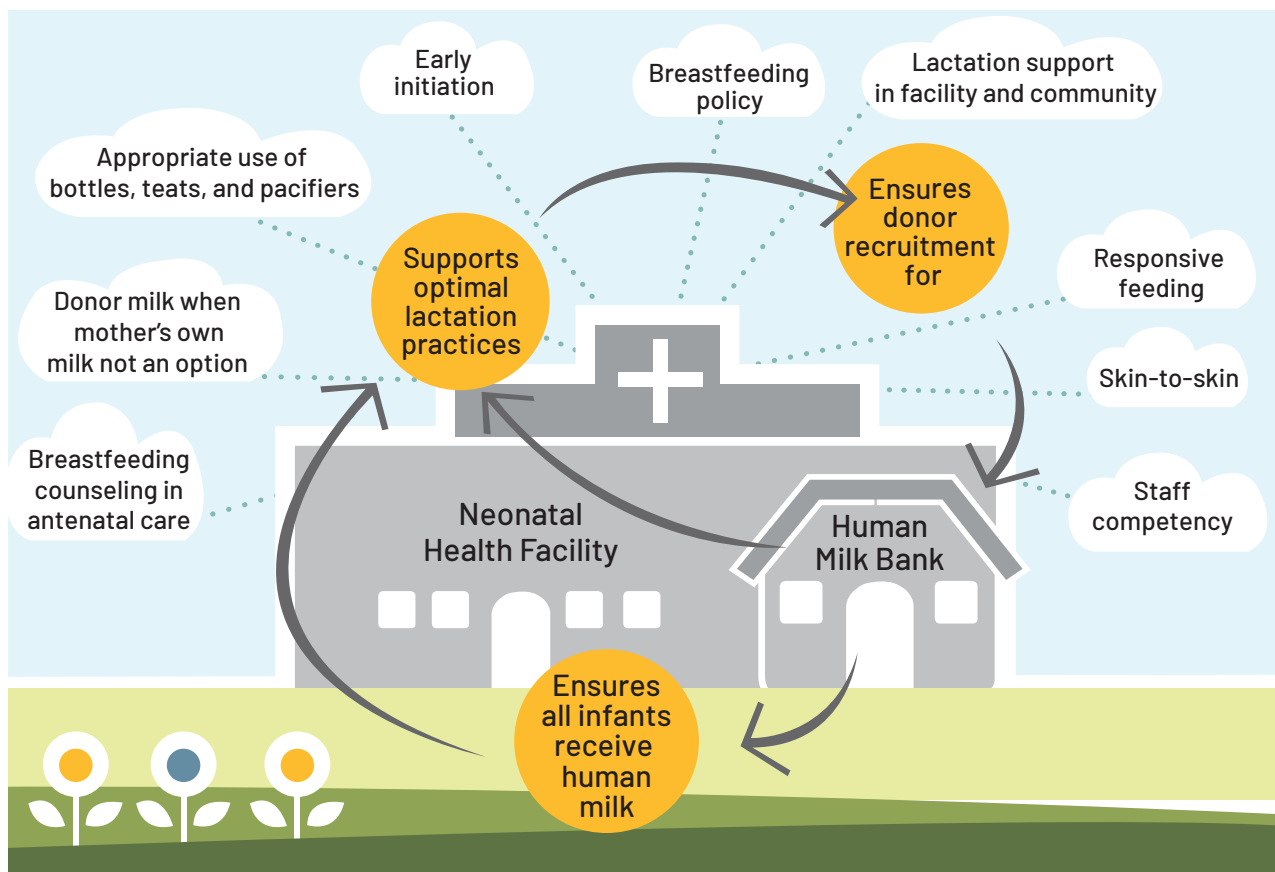 Early
initiation
Breastfeeding
policy
Lactation support
in facility and community
Appropriate use of
bottles, teats, and pacifiers
Ensures
donor
recruitment
for
Supports
optimal
lactation
practices
Responsive
feeding
Donor milk when
mother's own
milk not an option
Skin-to-skin
Breastfeeding
counseling in
antenatal care
Staff
competency
Neonatal
Health Facility
Human
Milk Bank
Ensures
all infants
receive
human
milk